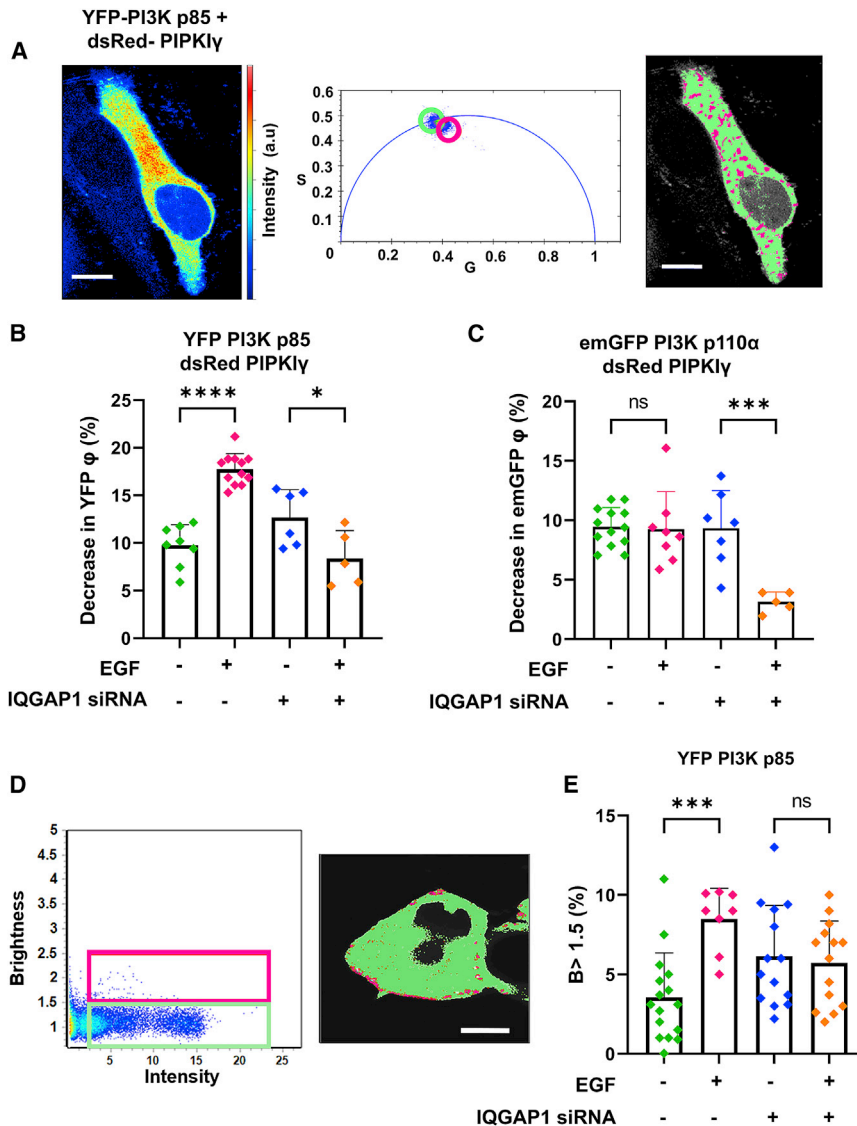 YFP-PI3K p85 +
dsRed- PIPKIγ
A
Intensity (a.u)
0.6
0.5
0.4
0.3
S
0.2
0.1
0 0.2 0.4 0.6 0.8 1
G
B
YFP PI3K p85
dsRed PIPKIγ
**** *
Decrease in YFP φ (%)
25
20
15
10
5
0
EGF - + - +
IQGAP1 siRNA - - + +
C
emGFP PI3K p110α
dsRed PIPKIγ
ns ***
Decrease in emGFP φ (%)
20
15
10
5
0
EGF - + - +
IQGAP1 siRNA - - + +
D
Brightness
5
4.5
4
3.5
3
2.5
2
1.5
1
5 10 15 20 25
Intensity
E
YFP PI3K p85
*** ns
B> 1.5 (%)
15
10
5
0
EGF - + - +
IQGAP1 siRNA - - + +